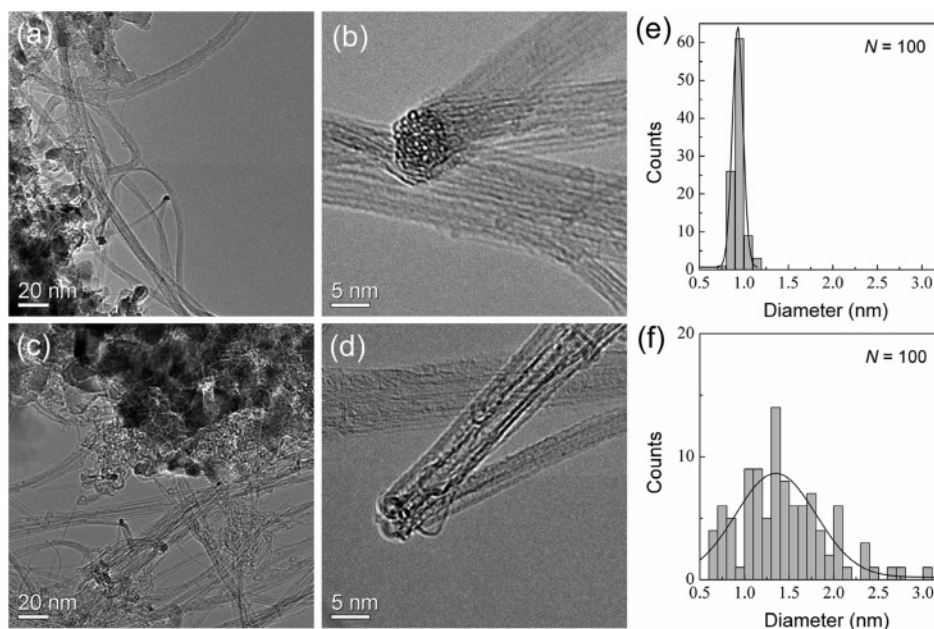 (a)
20 nm
(b)
5 nm
(e)
N = 100
60
50
40
30
20
10
0
Counts
0.5 1.0 1.5 2.0 2.5 3.0
Diameter (nm)
(c)
20 nm
(d)
5 nm
(f)
N = 100
20
10
0
Counts
0.5 1.0 1.5 2.0 2.5 3.0
Diameter (nm)